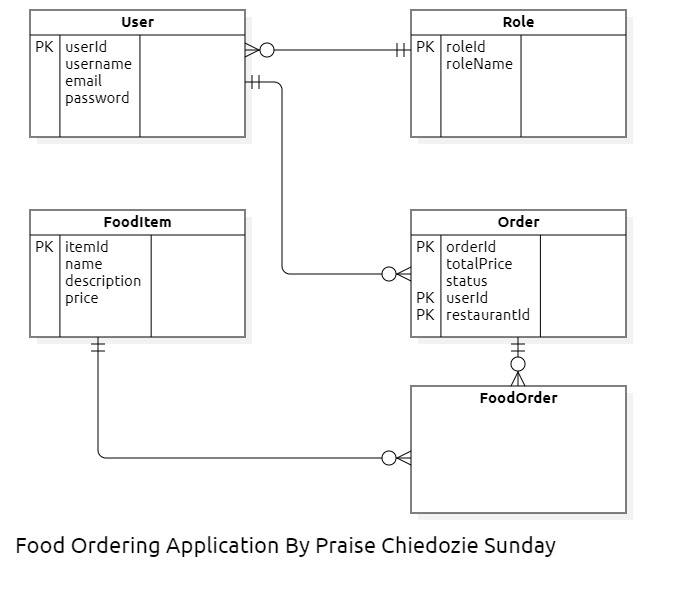 User
PK userId
username
email
password
Role
PK roleId
roleName
FoodItem
PK itemId
name
description
price
Order
PK orderId
totalPrice
status
PK userId
PK restaurantId
FoodOrder
Food Ordering Application By Praise Chiedozie Sunday